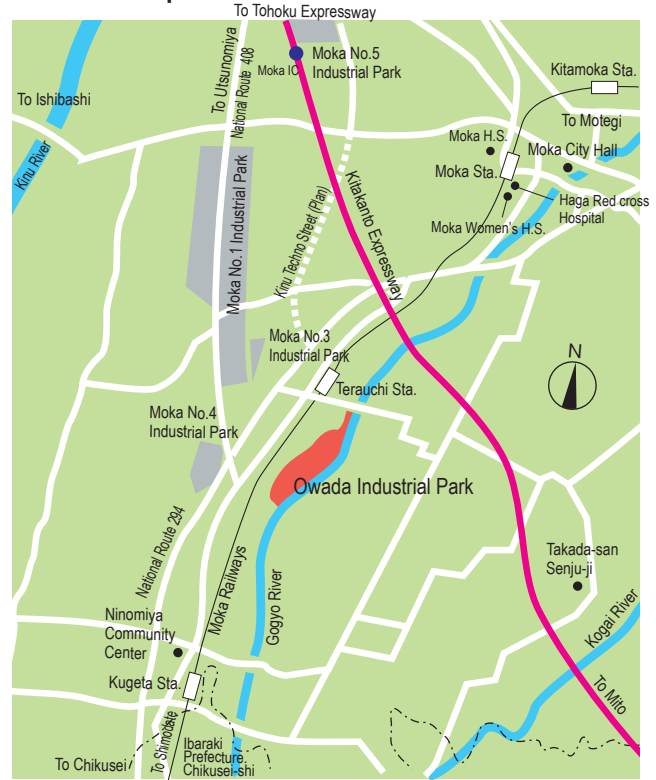 To Tohoku Expressway
Moka No.5
Industrial Park
Moka IC
To Utsunomiya
National Route 408
Kitamoka Sta.
To Ishibashi
To Motegi
Kinu River
Moka H.S.
Moka City Hall
Moka Sta.
Haga Red cross
Hospital
Moka Women's H.S.
Moka No.1 Industrial Park
Kinu Techno Street (Plan)
Kitakanto Expressway
Moka No.3
Industrial Park
N
Terauchi Sta.
Moka No.4
Industrial Park
Owada Industrial Park
National Route 294
Moka Railways
Gogyo River
Takada-san
Senju-ji
Kogai River
Ninomiya
Community
Center
Kugeta Sta.
To Mito
To Shimodate
Ibaraki
Prefecture
Chikusei-shi
To Chikusei